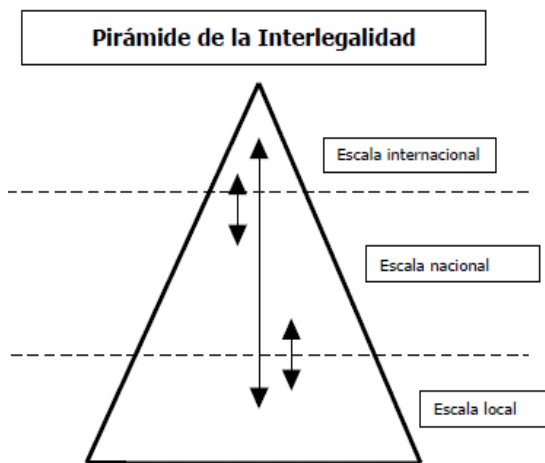 Pirámide de la Interlegalidad
Escala internacional
Escala nacional
Escala local